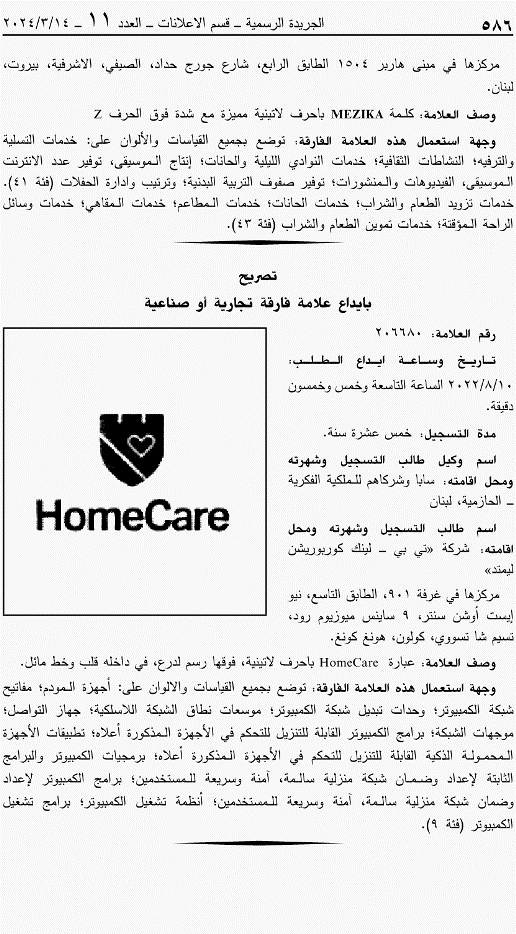 ٥٨٦
الجريدة الرسمية ــ قسم الاعلانات ــ العدد ١١ ــ ٢٠٢٤/٣/١٤
مركزها في مبنى هاربر ١٥٠٤ الطابق الرابع، شارع جورج حداد، الصيفي، الاشرفية، بيروت،
لبنان.
وصف العلامة: كلمة MEZIKA باحرف لاتينية مميزة مع شدة فوق الحرف Z
وجهة استعمال هذه العلامة الفارقة: توضع بجميع القياسات والألوان على: خدمات التسلية
والترفيه؛ النشاطات الثقافية؛ خدمات النوادي الليلية والحانات؛ إنتاج الموسيقى، توفير عدد الانترنت
الموسيقى، الفيديوهات والمنشورات؛ توفير صفوف التربية البدنية؛ وترتيب وادارة الحفلات (فئة ٤١).
خدمات تزويد الطعام والشراب؛ خدمات الحانات؛ خدمات المطاعم؛ خدمات المقاهي؛ خدمات وسائل
الراحة المؤقتة؛ خدمات تموين الطعام والشراب (فئة ٤٣).
تصريح
بايداع علامة فارقة تجارية أو صناعية
رقم العلامة: ٢٠٦٦٨٠
تاريخ وساعة ايداع الطلب:
٢٠٢٢/٨/١٠ الساعة التاسعة وخمس وخمسون
دقيقة.
مدة التسجيل: خمس عشرة سنة.
اسم وكيل طالب التسجيل وشهرته
ومحل اقامته: سابا وشركاهم للملكية الفكرية
ــ الحازمية، لبنان
اسم طالب التسجيل وشهرته ومحل
اقامته: شركة «تي بي ــ لينك كوربوريشن
ليمتد»
مركزها في غرفة ٩٠١، الطابق التاسع، نيو
إيست أوشن سنتر، ٩ ساينس ميوزيوم رود،
تسيم شا تسووي، كولون، هونغ كونغ.
HomeCare
وصف العلامة: عبارة HomeCare باحرف لاتينية، فوقها رسم لدرع، في داخله قلب وخط مائل.
وجهة استعمال هذه العلامة الفارقة: توضع بجميع القياسات والالوان على: أجهزة المودم؛ مفاتيح
شبكة الكمبيوتر؛ وحدات تبديل شبكة الكمبيوتر؛ موسعات نطاق الشبكة اللاسلكية؛ جهاز التواصل؛
موجهات الشبكة؛ برامج الكمبيوتر القابلة للتنزيل للتحكم في الأجهزة المذكورة أعلاه؛ تطبيقات الأجهزة
المحمولة الذكية القابلة للتنزيل للتحكم في الأجهزة المذكورة أعلاه؛ برمجيات الكمبيوتر والبرامج
الثابتة لإعداد وضمان شبكة منزلية سالمة، آمنة وسريعة للمستخدمين؛ برامج الكمبيوتر لإعداد
وضمان شبكة منزلية سالمة، آمنة وسريعة للمستخدمين؛ أنظمة تشغيل الكمبيوتر؛ برامج تشغيل
الكمبيوتر (فئة ٩).